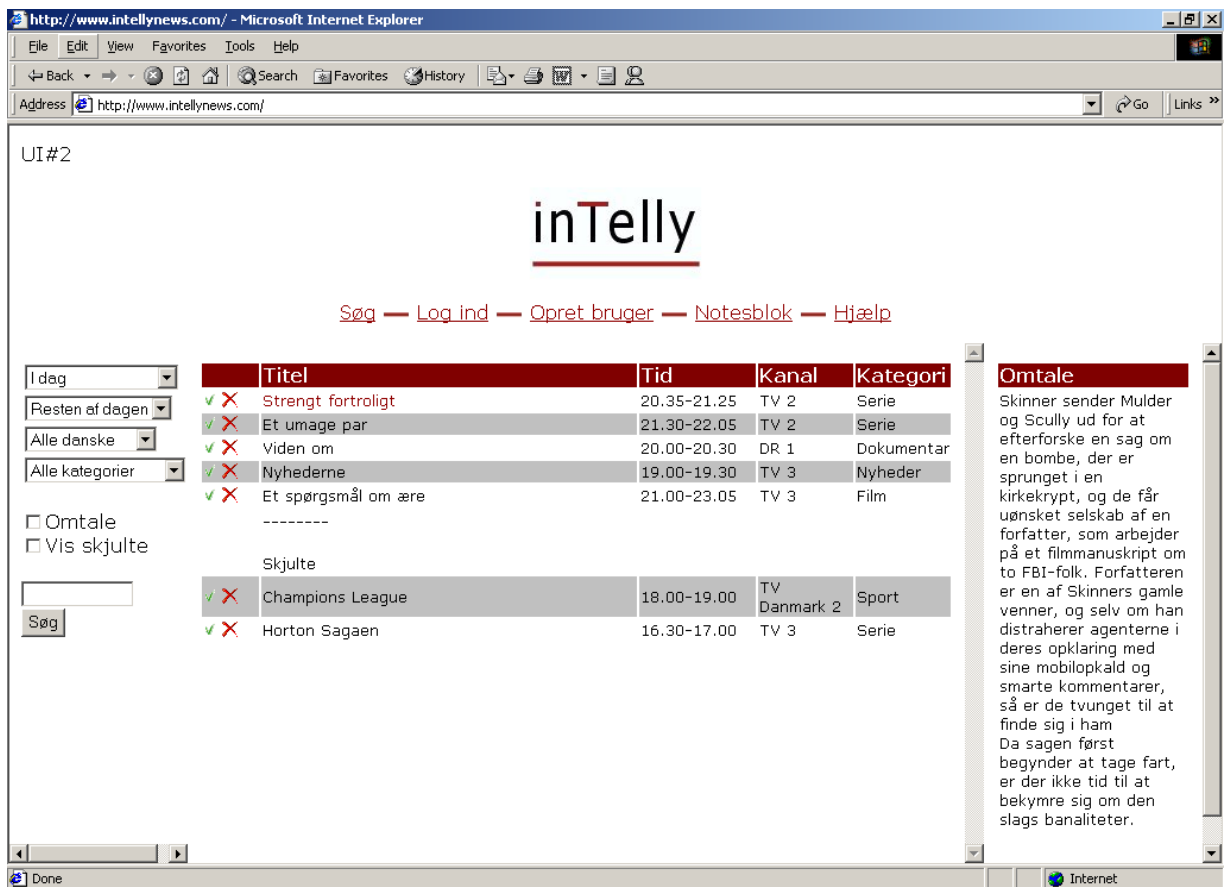 http://www.intellynews.com/ - Microsoft Internet Explorer
File Edit View Favorites Tools Help
Back Search Favorites History
Address http://www.intellynews.com/ Go Links »
UI#2
inTelly
Søg — Log ind — Opret bruger — Notesblok — Hjælp
I dag
Resten af dagen
Alle danske
Alle kategorier
Omtale
Vis skjulte
Søg
Titel Tid Kanal Kategori
Strengt fortroligt 20.35-21.25 TV 2 Serie
Et umage par 21.30-22.05 TV 2 Serie
Viden om 20.00-20.30 DR 1 Dokumentar
Nyhederne 19.00-19.30 TV 3 Nyheder
Et spørgsmål om ære 21.00-23.05 TV 3 Film
--------
Skjulte
Champions League 18.00-19.00 TV Danmark 2 Sport
Horton Sagaen 16.30-17.00 TV 3 Serie
Omtale
Skinner sender Mulder
og Scully ud for at
efterforske en sag om
en bombe, der er
sprunget i en
kirkekrypt, og de får
uønsket selskab af en
forfatter, som arbejder
på et filmmanuskript om
to FBI-folk. Forfatteren
er en af Skinners gamle
venner, og selv om han
distraherer agenterne i
deres opklaring med
sine mobilopkald og
smarte kommentarer,
så er de tvunget til at
finde sig i ham
Da sagen først
begynder at tage fart,
er der ikke tid til at
bekymre sig om den
slags banaliteter.
Done Internet